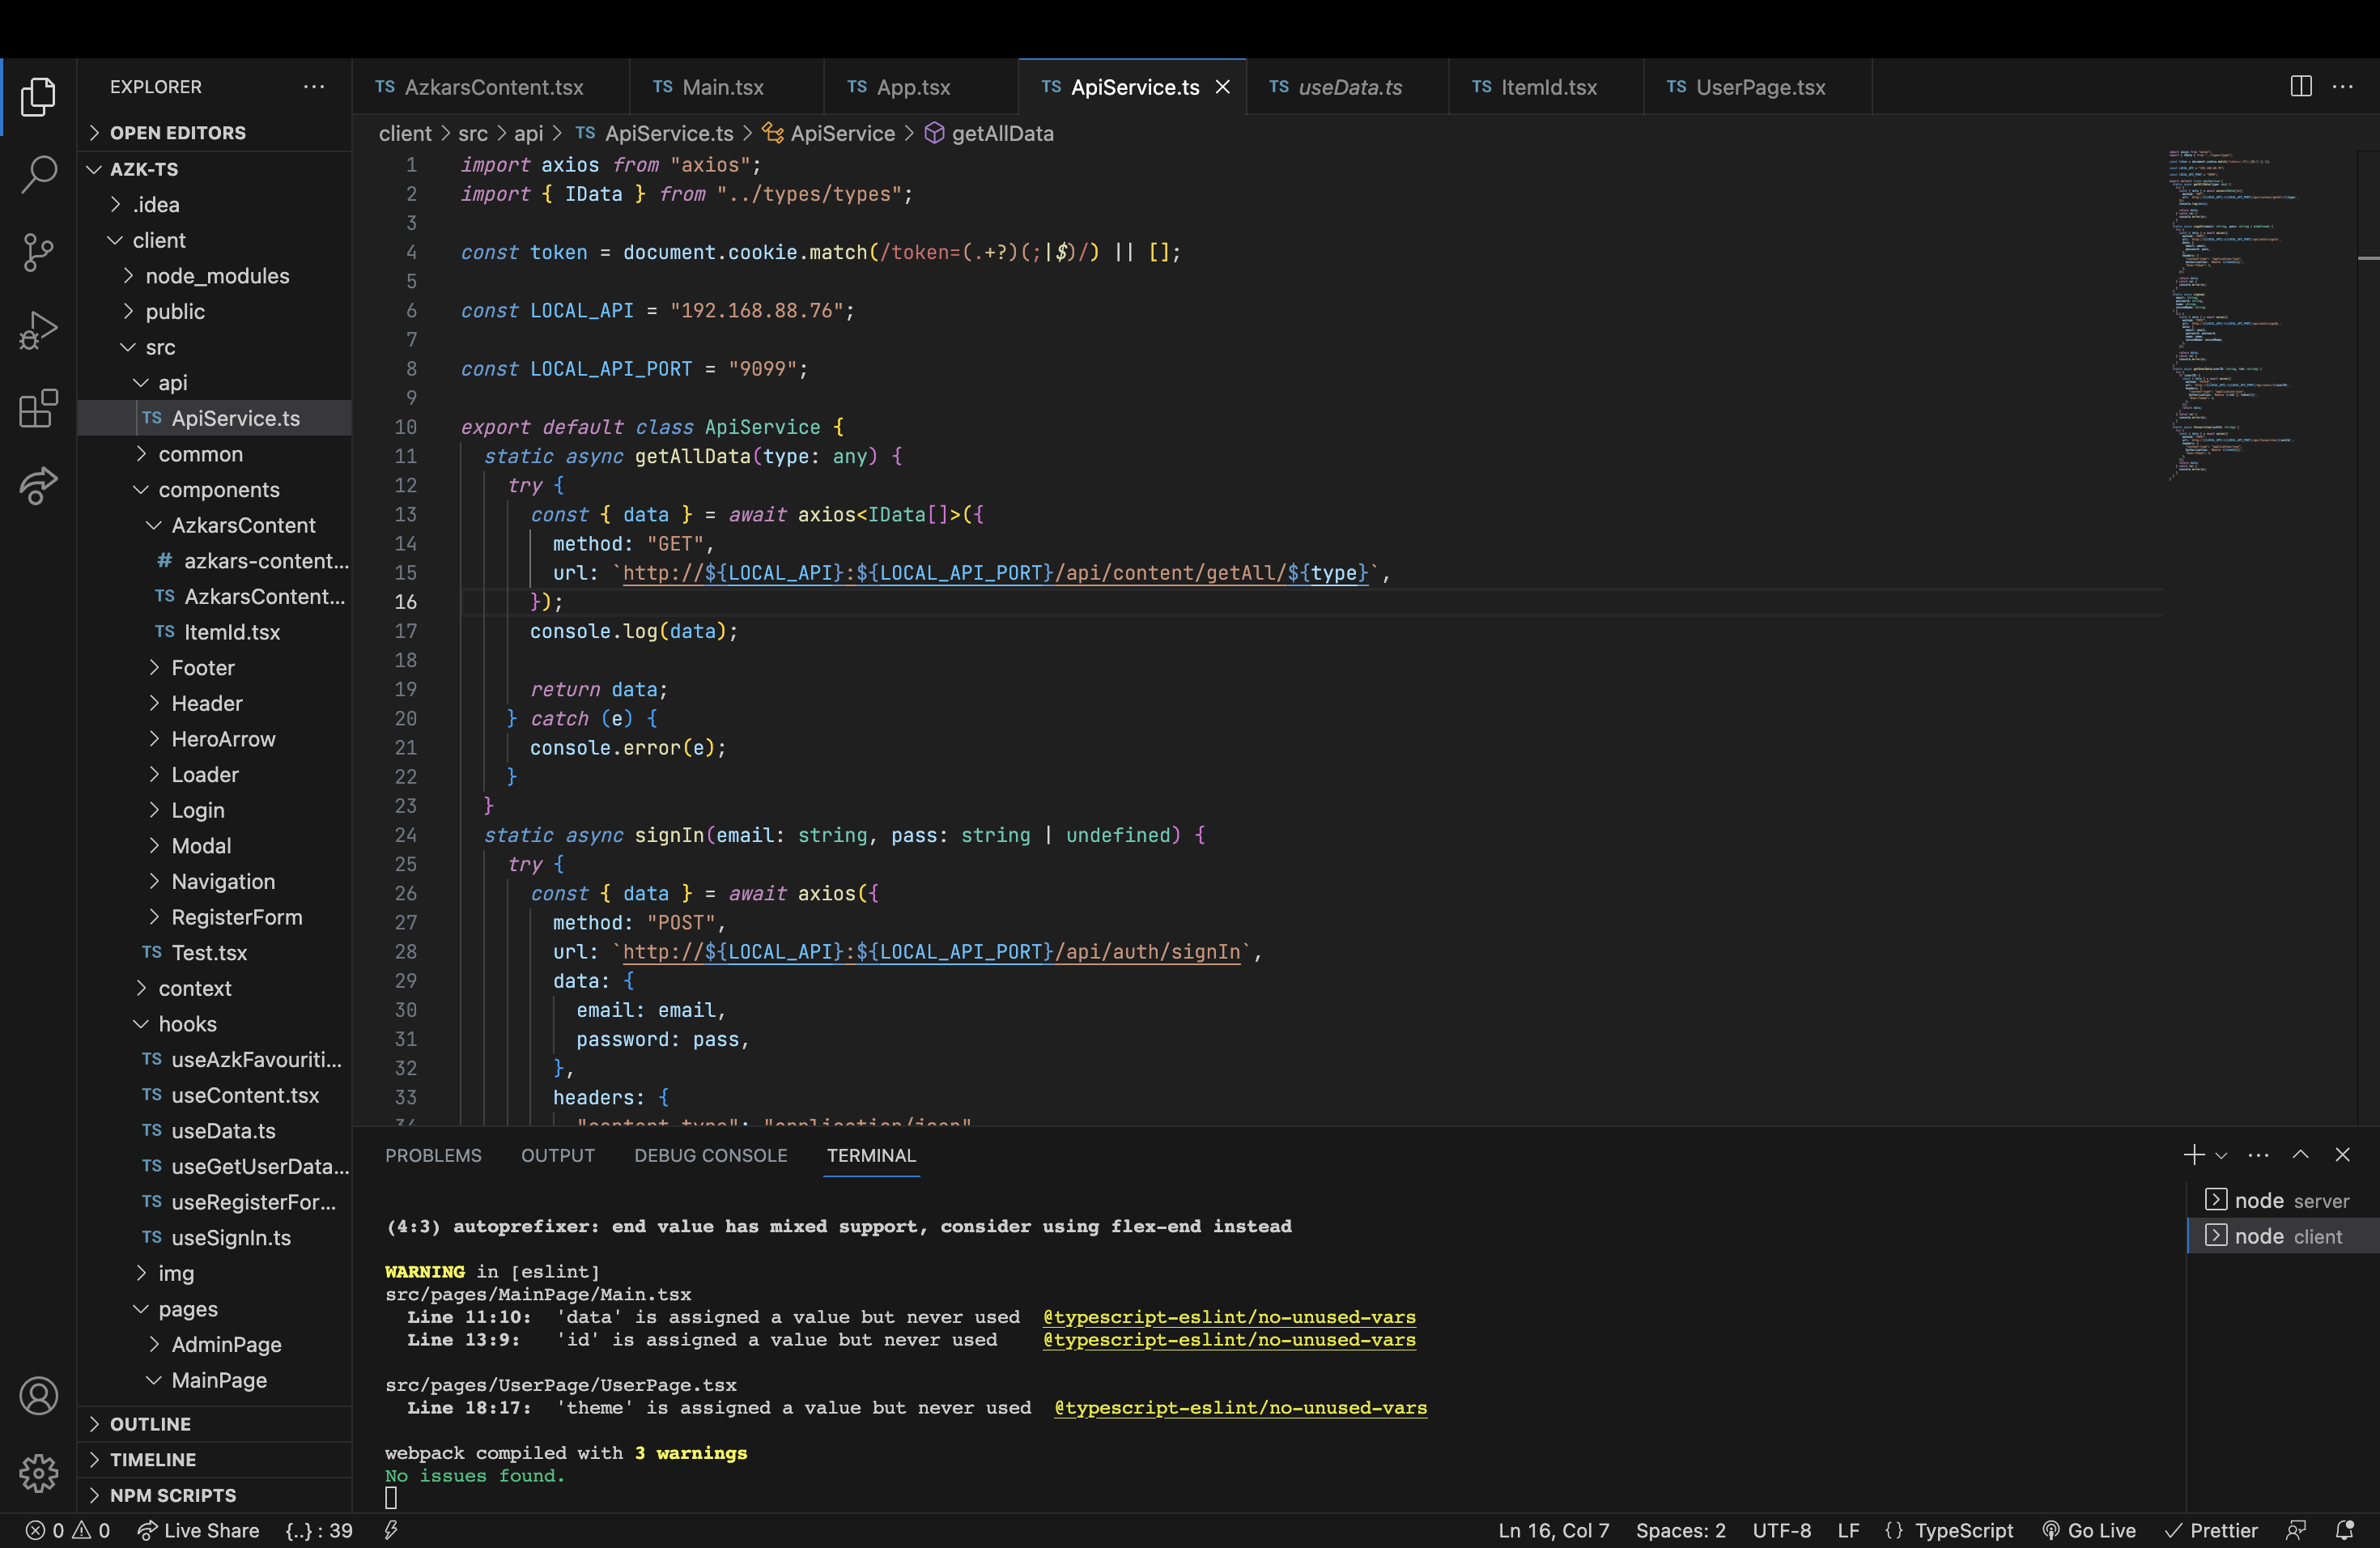 EXPLORER
OPEN EDITORS
AZK-TS
.idea
client
node_modules
public
src
api
TS ApiService.ts
common
components
AzkarsContent
# azkars-content...
TS AzkarsContent...
TS ItemId.tsx
Footer
Header
HeroArrow
Loader
Login
Modal
Navigation
RegisterForm
TS Test.tsx
context
hooks
TS useAzkFavouriti...
TS useContent.tsx
TS useData.ts
TS useGetUserData...
TS useRegisterFor...
TS useSignIn.ts
img
pages
AdminPage
MainPage
OUTLINE
TIMELINE
NPM SCRIPTS
TS AzkarsContent.tsx TS Main.tsx TS App.tsx TS ApiService.ts TS useData.ts TS ItemId.tsx TS UserPage.tsx
client > src > api > TS ApiService.ts > ApiService > getAllData
1 import axios from "axios";
2 import { IData } from "../types/types";
3
4 const token = document.cookie.match(/token=(.+?)(;|$)/) || [];
5
6 const LOCAL_API = "192.168.88.76";
7
8 const LOCAL_API_PORT = "9099";
9
10 export default class ApiService {
11 static async getAllData(type: any) {
12 try {
13 const { data } = await axios<IData[]>({
14 method: "GET",
15 url: `http://${LOCAL_API}:${LOCAL_API_PORT}/api/content/getAll/${type}`,
16 });
17 console.log(data);
18
19 return data;
20 } catch (e) {
21 console.error(e);
22 }
23 }
24 static async signIn(email: string, pass: string | undefined) {
25 try {
26 const { data } = await axios({
27 method: "POST",
28 url: `http://${LOCAL_API}:${LOCAL_API_PORT}/api/auth/signIn`,
29 data: {
30 email: email,
31 password: pass,
32 },
33 headers: {
34 "content-type": "application/json"
PROBLEMS OUTPUT DEBUG CONSOLE TERMINAL
(4:3) autoprefixer: end value has mixed support, consider using flex-end instead
WARNING in [eslint]
src/pages/MainPage/Main.tsx
Line 11:10: 'data' is assigned a value but never used @typescript-eslint/no-unused-vars
Line 13:9: 'id' is assigned a value but never used @typescript-eslint/no-unused-vars
src/pages/UserPage/UserPage.tsx
Line 18:17: 'theme' is assigned a value but never used @typescript-eslint/no-unused-vars
webpack compiled with 3 warnings
No issues found.
node server
node client
0 0 Live Share {..} : 39 Ln 16, Col 7 Spaces: 2 UTF-8 LF {} TypeScript Go Live Prettier